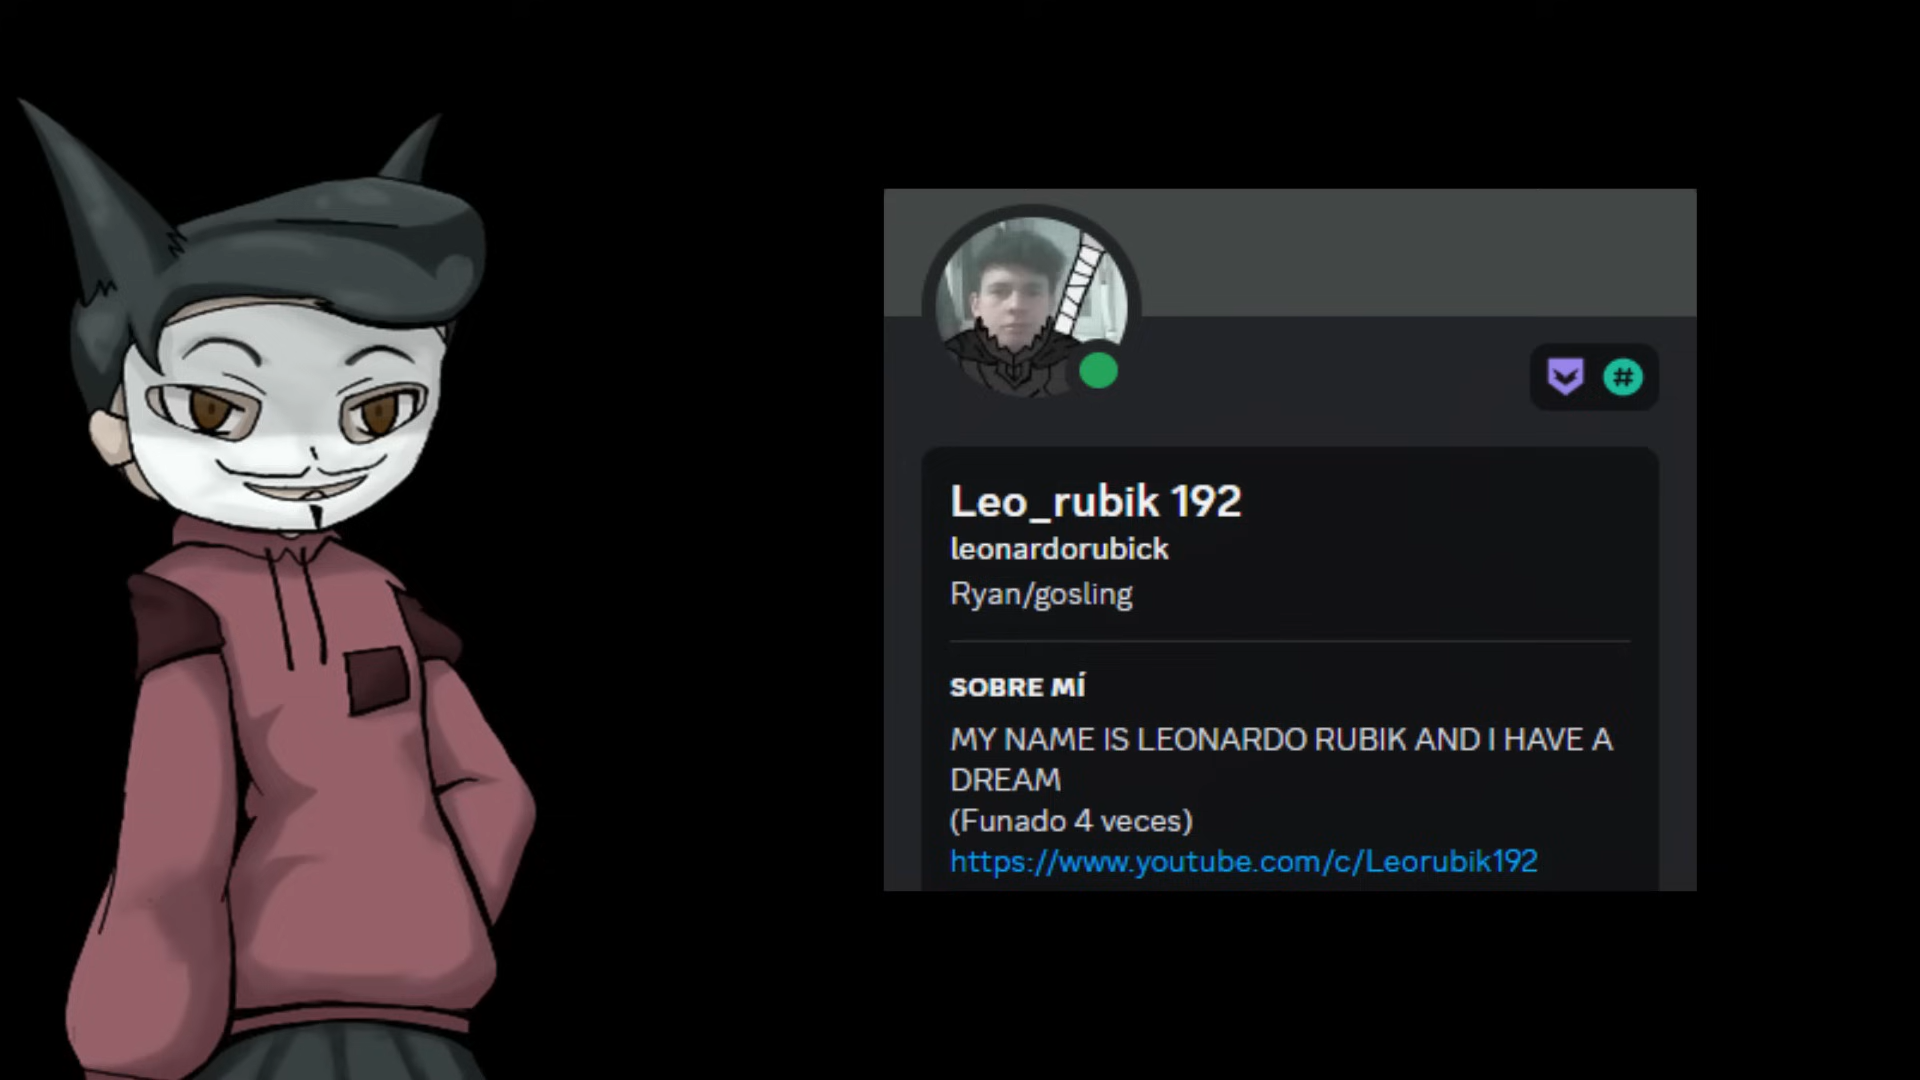 Leo_rubik 192
leonardorubick
Ryan/gosling
SOBRE MÍ
MY NAME IS LEONARDO RUBIK AND I HAVE A
DREAM
(Funado 4 veces)
https://www.youtube.com/c/Leorubik192